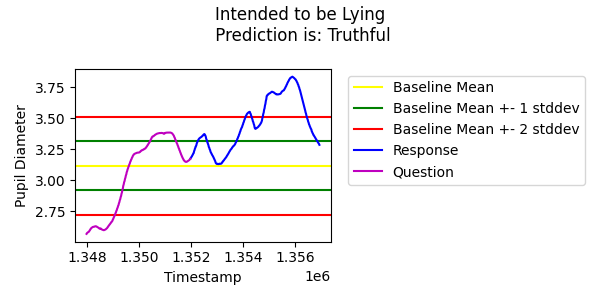 Intended to be Lying
Prediction is: Truthful
Pupil Diameter
3.75
3.50
3.25
3.00
2.75
1.348 1.350 1.352 1.354 1.356
1e6
Timestamp
Baseline Mean
Baseline Mean +- 1 stddev
Baseline Mean +- 2 stddev
Response
Question